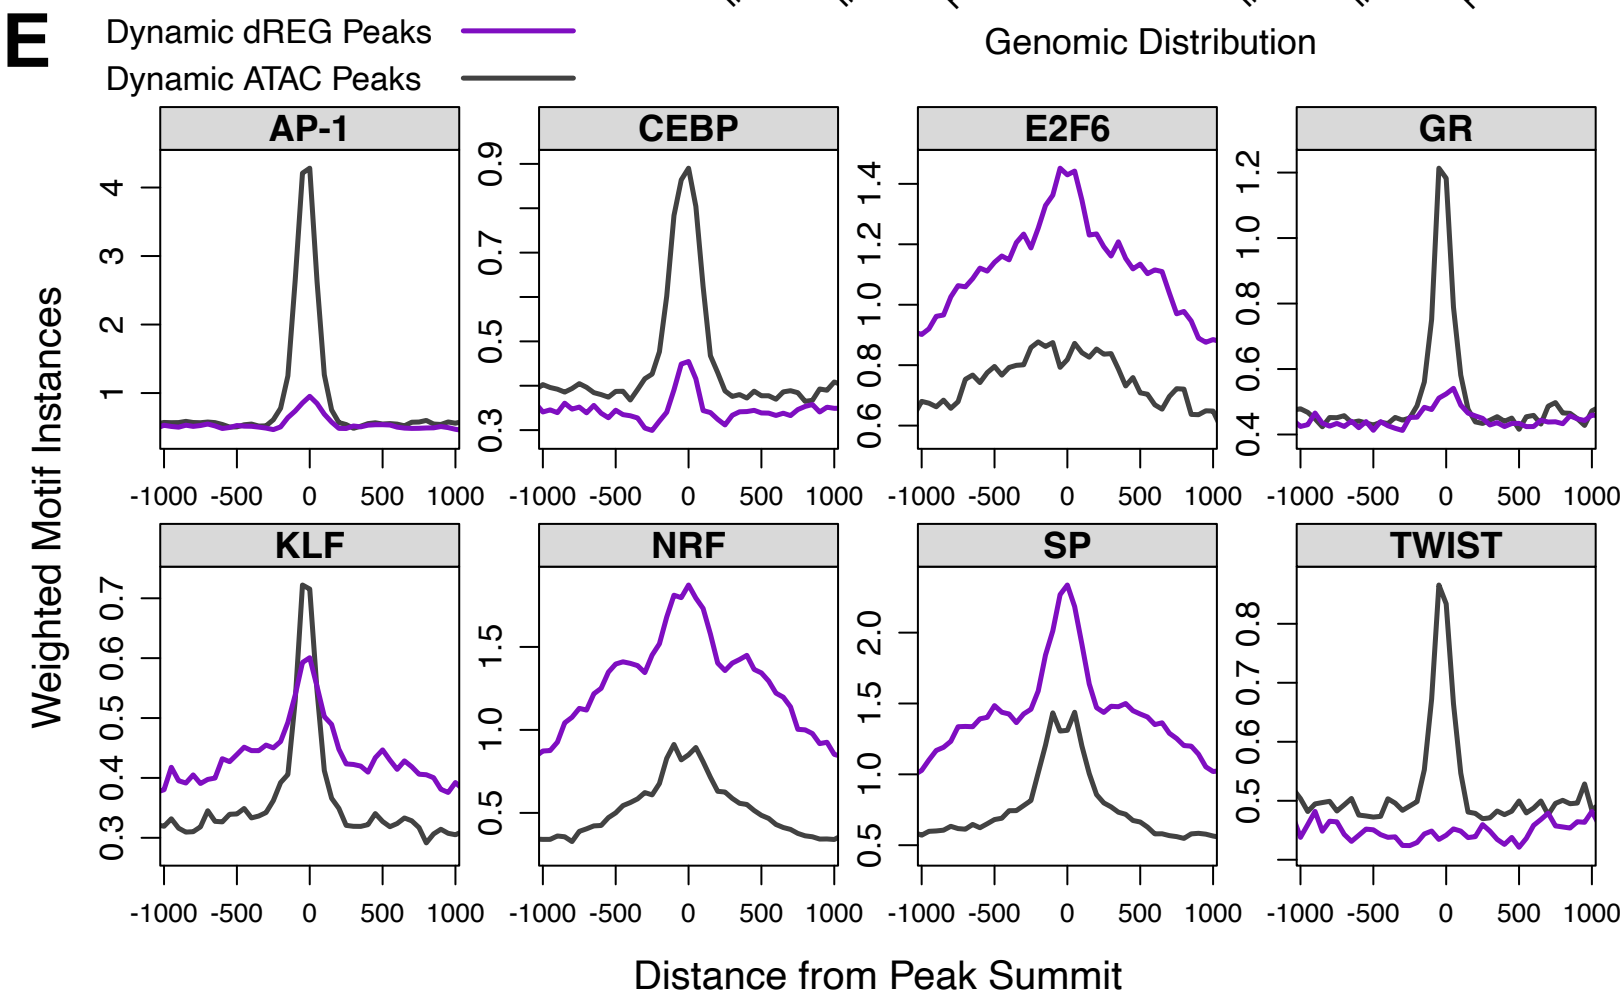 E
Dynamic dREG Peaks
Dynamic ATAC Peaks
Genomic Distribution
Weighted Motif Instances
AP-1
CEBP
E2F6
GR
4
3
2
1
0.9
0.7
0.5
0.3
1.4
1.2
1.0
0.8
0.6
1.2
1.0
0.8
0.6
0.4
-1000 -500 0 500 1000
-1000 -500 0 500 1000
-1000 -500 0 500 1000
-1000 -500 0 500 1000
KLF
NRF
SP
TWIST
0.7
0.6
0.5
0.4
0.3
1.5
1.0
0.5
2.0
1.5
1.0
0.5
0.8
0.7
0.6
0.5
-1000 -500 0 500 1000
-1000 -500 0 500 1000
-1000 -500 0 500 1000
-1000 -500 0 500 1000
Distance from Peak Summit